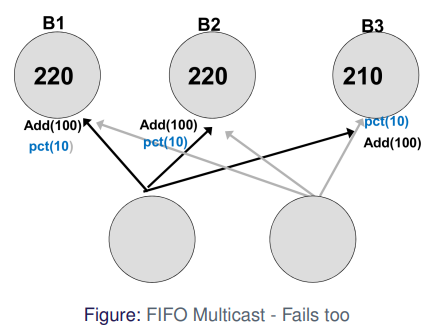 B1
B2
B3
220
220
210
Add(100)
pct(10)
Add(100)
pct(10)
pct(10)
Add(100)
Figure: FIFO Multicast - Fails too